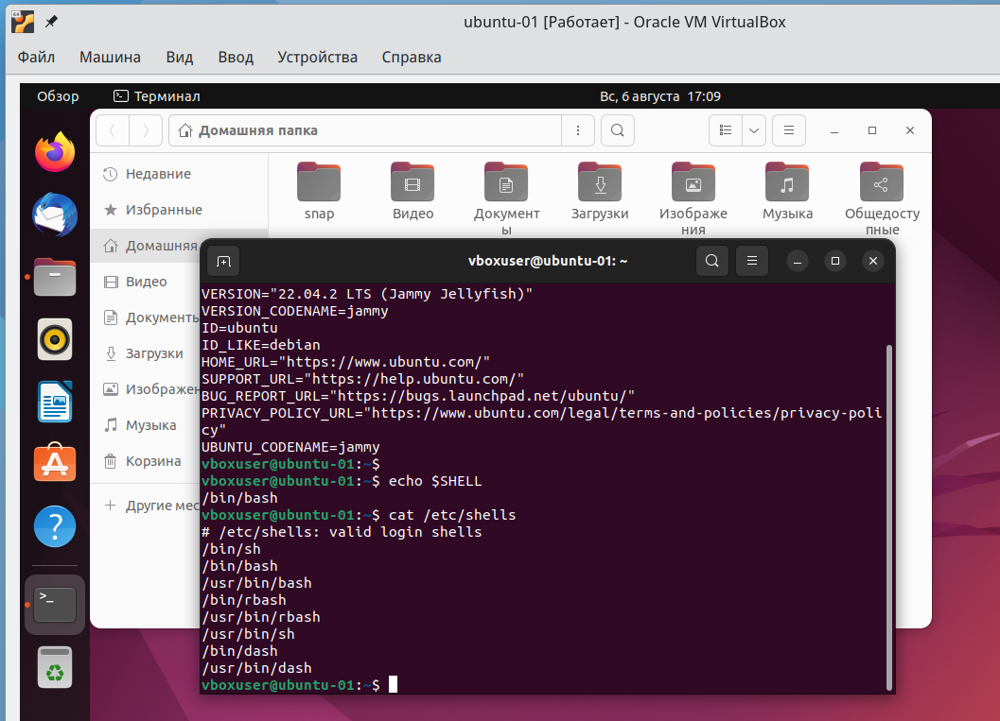 ubuntu-01 [Работает] - Oracle VM VirtualBox
Файл Машина Вид Ввод Устройства Справка
Обзор Терминал Вс, 6 августа 17:09
Домашняя папка
Недавние
Избранные
Домашняя
Видео
Документы
Загрузки
Изображен
Музыка
Корзина
+ Другие мес
snap Видео Документ Загрузки Изображе Музыка Общедосту
ы ния пные
vboxuser@ubuntu-01: ~
VERSION="22.04.2 LTS (Jammy Jellyfish)"
VERSION_CODENAME=jammy
ID=ubuntu
ID_LIKE=debian
HOME_URL="https://www.ubuntu.com/"
SUPPORT_URL="https://help.ubuntu.com/"
BUG_REPORT_URL="https://bugs.launchpad.net/ubuntu/"
PRIVACY_POLICY_URL="https://www.ubuntu.com/legal/terms-and-policies/privacy-poli
cy"
UBUNTU_CODENAME=jammy
vboxuser@ubuntu-01:~$
vboxuser@ubuntu-01:~$ echo $SHELL
/bin/bash
vboxuser@ubuntu-01:~$ cat /etc/shells
# /etc/shells: valid login shells
/bin/sh
/bin/bash
/usr/bin/bash
/bin/rbash
/usr/bin/rbash
/usr/bin/sh
/bin/dash
/usr/bin/dash
vboxuser@ubuntu-01:~$